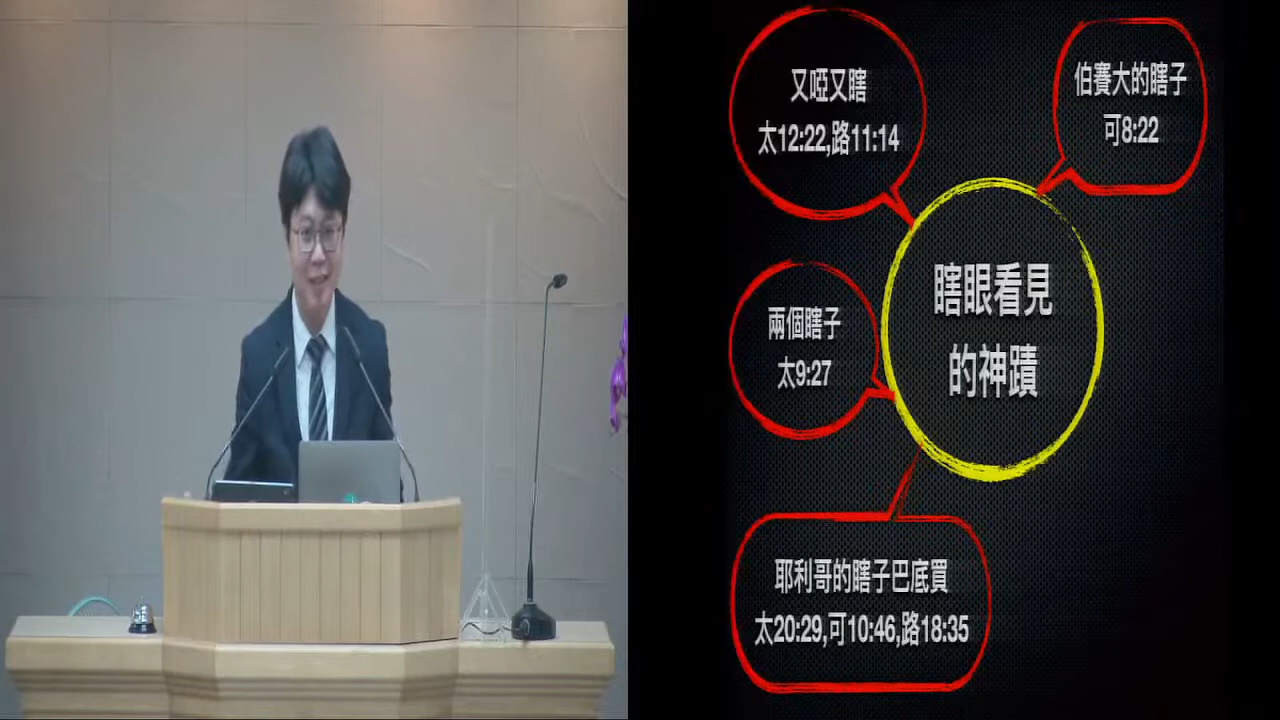 又啞又瞎
太12:22,路11:14
伯賽大的瞎子
可8:22
瞎眼看見
的神蹟
兩個瞎子
太9:27
耶利哥的瞎子巴底買
太20:29,可10:46,路18:35